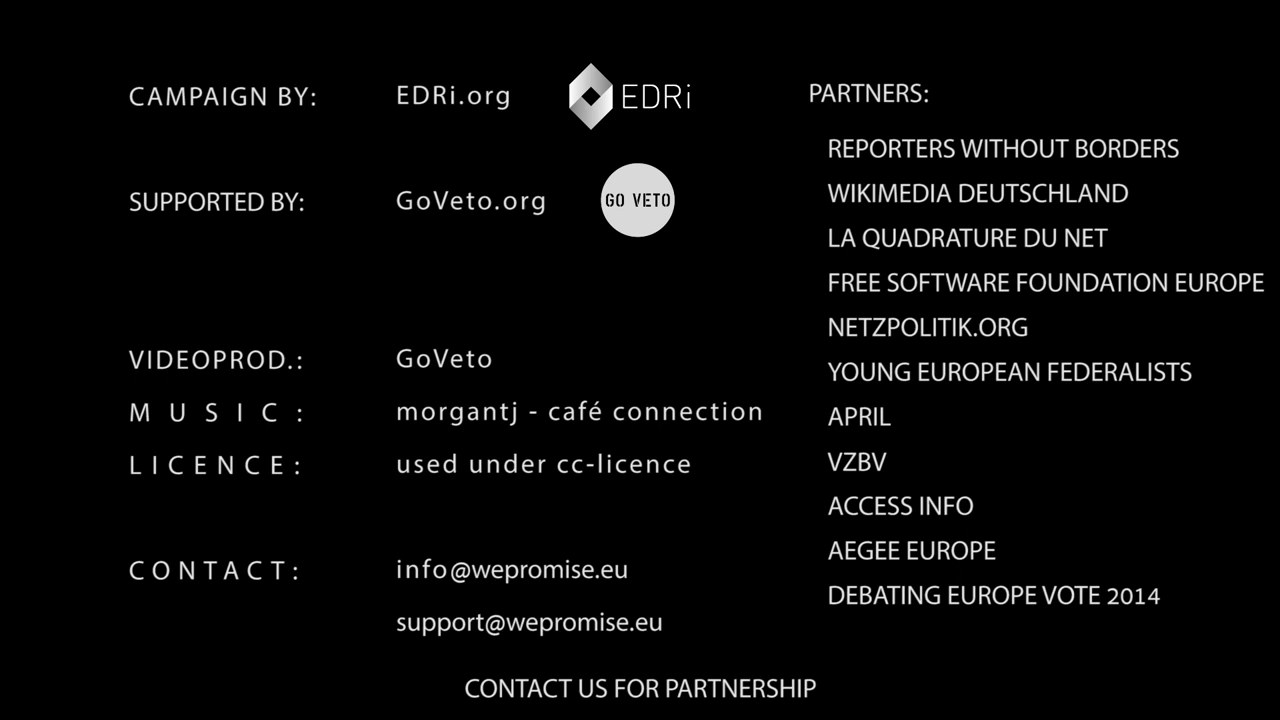 CAMPAIGN BY: EDRi.org EDRi
SUPPORTED BY: GoVeto.org GO VETO
VIDEOPROD.: GoVeto
MUSIC: morgantj - café connection
LICENCE: used under cc-licence
CONTACT: info@wepromise.eu
support@wepromise.eu
PARTNERS:
REPORTERS WITHOUT BORDERS
WIKIMEDIA DEUTSCHLAND
LA QUADRATURE DU NET
FREE SOFTWARE FOUNDATION EUROPE
NETZPOLITIK.ORG
YOUNG EUROPEAN FEDERALISTS
APRIL
VZBV
ACCESS INFO
AEGEE EUROPE
DEBATING EUROPE VOTE 2014
CONTACT US FOR PARTNERSHIP